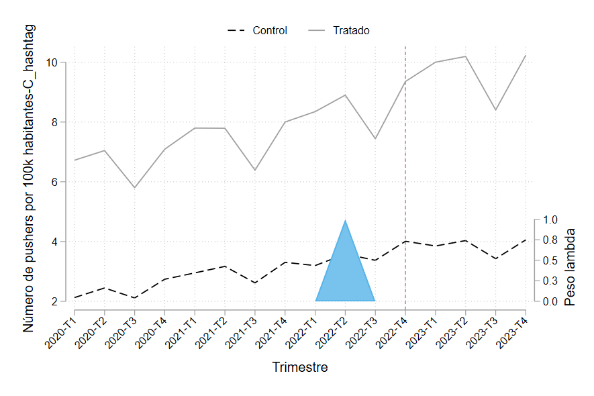 Control Tratado
Número de pushers por 100k habitantes-C_hashtag
10
8
6
4
2
1.0
0.8
0.5
0.3
0.0
Peso lambda
2020-T1 2020-T2 2020-T3 2020-T4 2021-T1 2021-T2 2021-T3 2021-T4 2022-T1 2022-T2 2022-T3 2022-T4 2023-T1 2023-T2 2023-T3 2023-T4
Trimestre